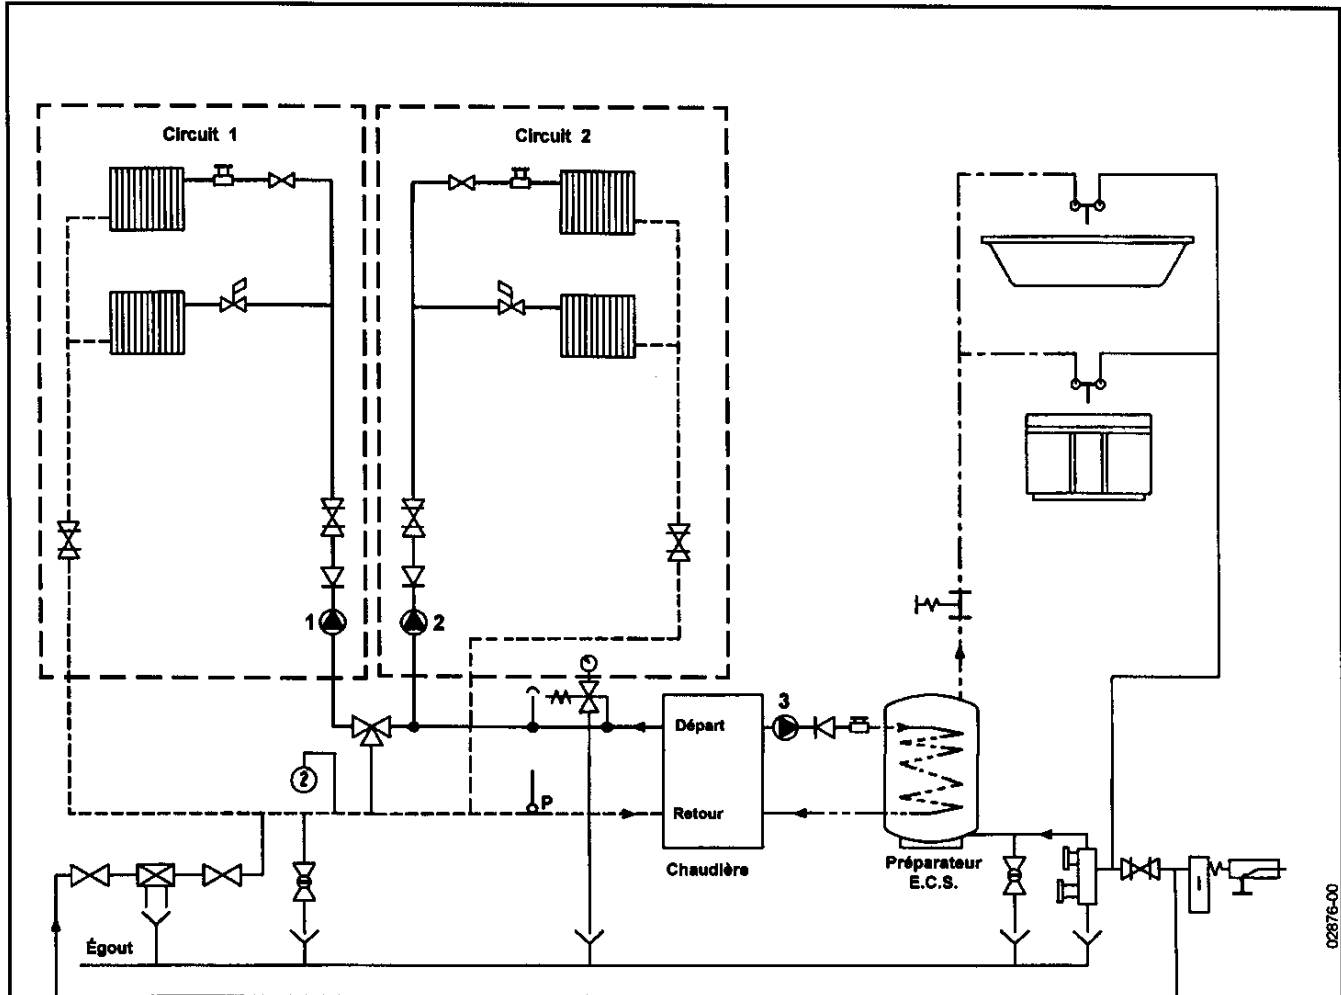 Circuit 1
Circuit 2
1
2
3
Départ
2
P
Retour
Chaudière
Préparateur
E.C.S.
Égout
02876-00